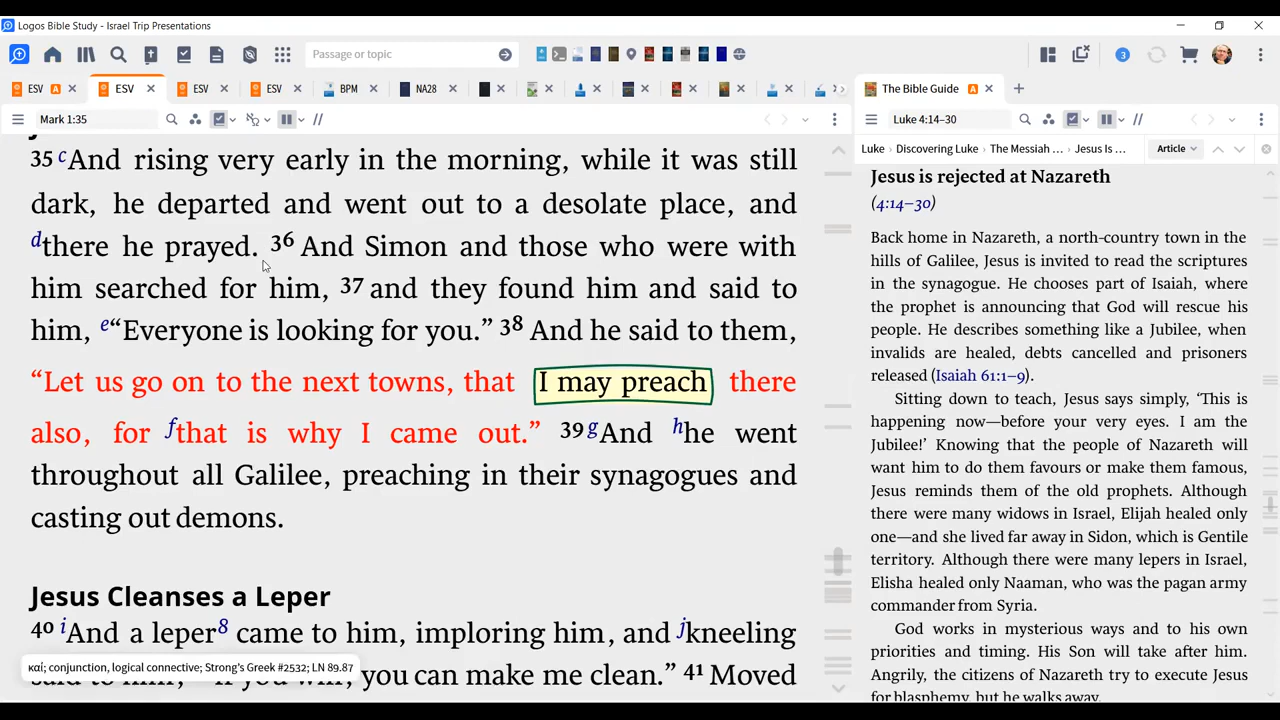 Logos Bible Study - Israel Trip Presentations
Passage or topic
3
ESV A
ESV
ESV
ESV
BPM
NA28
The Bible Guide A
Mark 1:35
Luke 4:14–30
Luke Discovering Luke The Messiah ... Jesus Is ... Article
35 cAnd rising very early in the morning, while it was still
dark, he departed and went out to a desolate place, and
dthere he prayed. 36 And Simon and those who were with
him searched for him, 37 and they found him and said to
him, e“Everyone is looking for you.” 38 And he said to them,
“Let us go on to the next towns, that I may preach there
also, for fthat is why I came out.” 39 gAnd hhe went
throughout all Galilee, preaching in their synagogues and
casting out demons.
Jesus Cleanses a Leper
40 iAnd a leper8 came to him, imploring him, and jkneeling
you can make me clean.” 41 Moved
καί; conjunction, logical connective; Strong's Greek #2532; LN 89.87
Jesus is rejected at Nazareth
(4:14–30)
Back home in Nazareth, a north-country town in the
hills of Galilee, Jesus is invited to read the scriptures
in the synagogue. He chooses part of Isaiah, where
the prophet is announcing that God will rescue his
people. He describes something like a Jubilee, when
invalids are healed, debts cancelled and prisoners
released (Isaiah 61:1–9).
Sitting down to teach, Jesus says simply, ‘This is
happening now—before your very eyes. I am the
Jubilee!’ Knowing that the people of Nazareth will
want him to do them favours or make them famous,
Jesus reminds them of the old prophets. Although
there were many widows in Israel, Elijah healed only
one—and she lived far away in Sidon, which is Gentile
territory. Although there were many lepers in Israel,
Elisha healed only Naaman, who was the pagan army
commander from Syria.
God works in mysterious ways and to his own
priorities and timing. His Son will take after him.
Angrily, the citizens of Nazareth try to execute Jesus
for blasphemy, but he walks away.